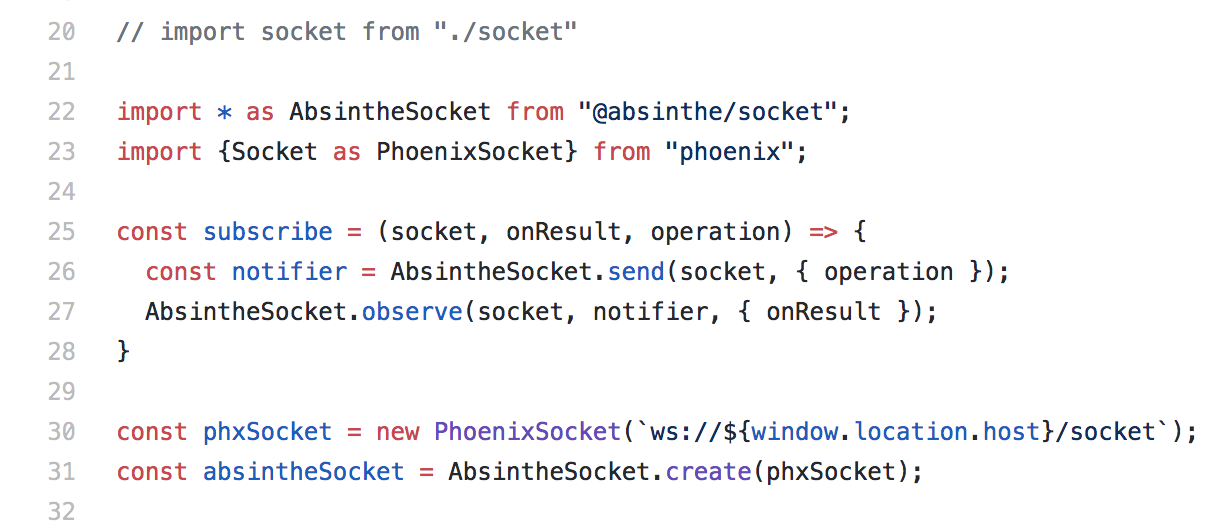 20 // import socket from "./socket"
21
22 import * as AbsintheSocket from "@absinthe/socket";
23 import {Socket as PhoenixSocket} from "phoenix";
24
25 const subscribe = (socket, onResult, operation) => {
26   const notifier = AbsintheSocket.send(socket, { operation });
27   AbsintheSocket.observe(socket, notifier, { onResult });
28 }
29
30 const phxSocket = new PhoenixSocket(`ws://${window.location.host}/socket`);
31 const absintheSocket = AbsintheSocket.create(phxSocket);
32